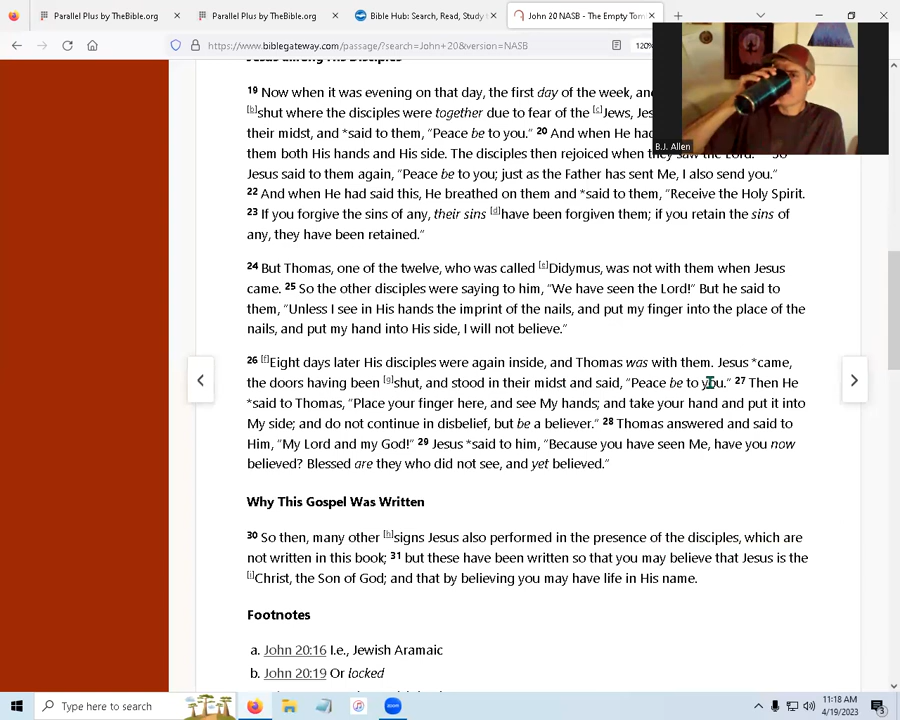 Parallel Plus by TheBible.org
Parallel Plus by TheBible.org
Bible Hub: Search, Read, Study t
John 20 NASB - The Empty Tom
https://www.biblegateway.com/passage/?search=John+20&version=NASB
120%
Jesus among His Disciples
19 Now when it was evening on that day, the first day of the week, and
[b]shut where the disciples were together due to fear of the [c]Jews, Jes
their midst, and *said to them, “Peace be to you.” 20 And when He had
them both His hands and His side. The disciples then rejoiced when they saw the Lord. So
Jesus said to them again, “Peace be to you; just as the Father has sent Me, I also send you.”
22 And when He had said this, He breathed on them and *said to them, “Receive the Holy Spirit.
23 If you forgive the sins of any, their sins [d]have been forgiven them; if you retain the sins of
any, they have been retained.”
24 But Thomas, one of the twelve, who was called [e]Didymus, was not with them when Jesus
came. 25 So the other disciples were saying to him, “We have seen the Lord!” But he said to
them, “Unless I see in His hands the imprint of the nails, and put my finger into the place of the
nails, and put my hand into His side, I will not believe.”
26 [f]Eight days later His disciples were again inside, and Thomas was with them. Jesus *came,
the doors having been [g]shut, and stood in their midst and said, “Peace be to you.” 27 Then He
*said to Thomas, “Place your finger here, and see My hands; and take your hand and put it into
My side; and do not continue in disbelief, but be a believer.” 28 Thomas answered and said to
Him, “My Lord and my God!” 29 Jesus *said to him, “Because you have seen Me, have you now
believed? Blessed are they who did not see, and yet believed.”
Why This Gospel Was Written
30 So then, many other [h]signs Jesus also performed in the presence of the disciples, which are
not written in this book; 31 but these have been written so that you may believe that Jesus is the
[i]Christ, the Son of God; and that by believing you may have life in His name.
Footnotes
a. John 20:16 I.e., Jewish Aramaic
b. John 20:19 Or locked
B.J. Allen
Type here to search
11:18 AM
4/19/2023
3